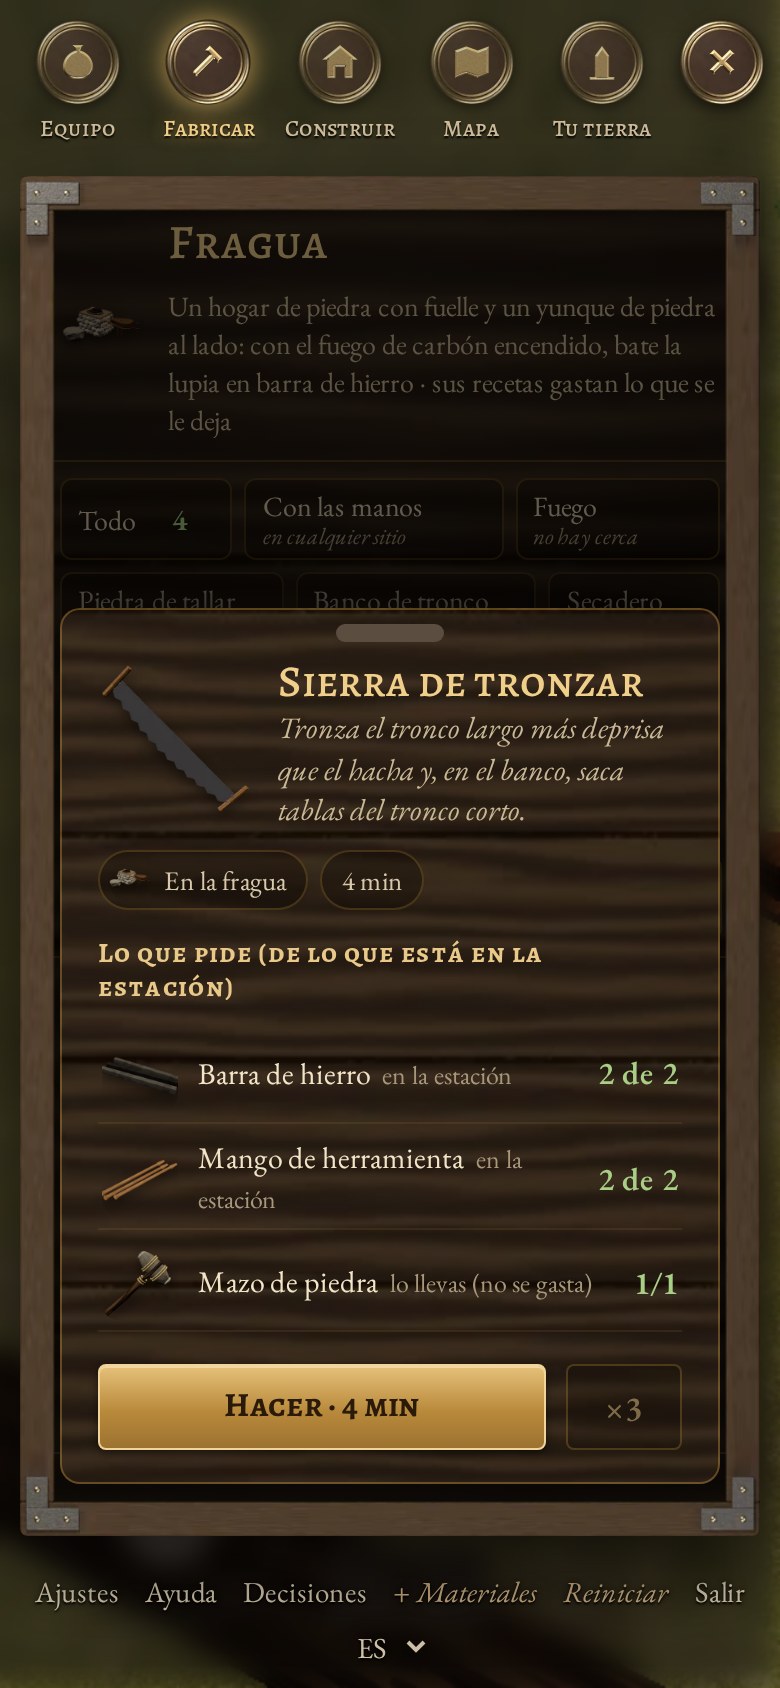 Equipo
Fabricar
Construir
Mapa
Tu tierra
Fragua
Un hogar de piedra con fuelle y un yunque de piedra
al lado: con el fuego de carbón encendido, bate la
lupia en barra de hierro · sus recetas gastan lo que se
le deja
Todo 4
Con las manos
en cualquier sitio
Fuego
no hay cerca
Piedra de tallar
Banco de tronco
Secadero
Sierra de tronzar
Tronza el tronco largo más deprisa
que el hacha y, en el banco, saca
tablas del tronco corto.
En la fragua
4 min
Lo que pide (de lo que está en la
estación)
Barra de hierro en la estación 2 de 2
Mango de herramienta en la
estación
2 de 2
Mazo de piedra lo llevas (no se gasta) 1/1
Hacer · 4 min
×3
Ajustes Ayuda Decisiones + Materiales Reiniciar Salir
ES